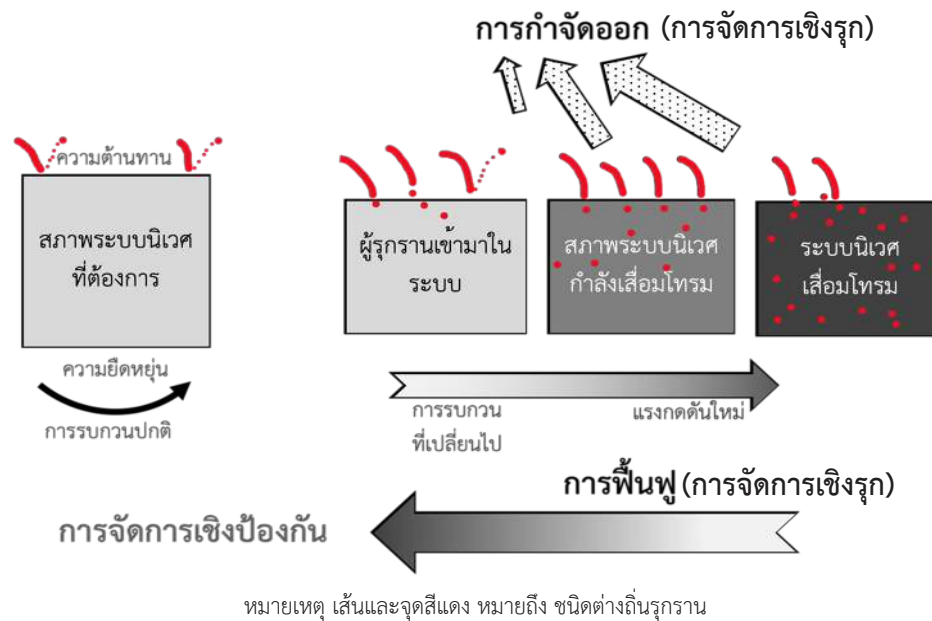 การกำจัดออก (การจัดการเชิงรุก)
ความต้านทาน
สภาพระบบนิเวศ
ที่ต้องการ
ผู้รุกรานเข้ามาใน
ระบบ
สภาพระบบนิเวศ
กำลังเสื่อมโทรม
ระบบนิเวศ
เสื่อมโทรม
ความยืดหยุ่น
การรบกวนปกติ
การรบกวน
ที่เปลี่ยนไป
แรงกดดันใหม่
การฟื้นฟู (การจัดการเชิงรุก)
การจัดการเชิงป้องกัน
หมายเหตุ เส้นและจุดสีแดง หมายถึง ชนิดต่างถิ่นรุกราน